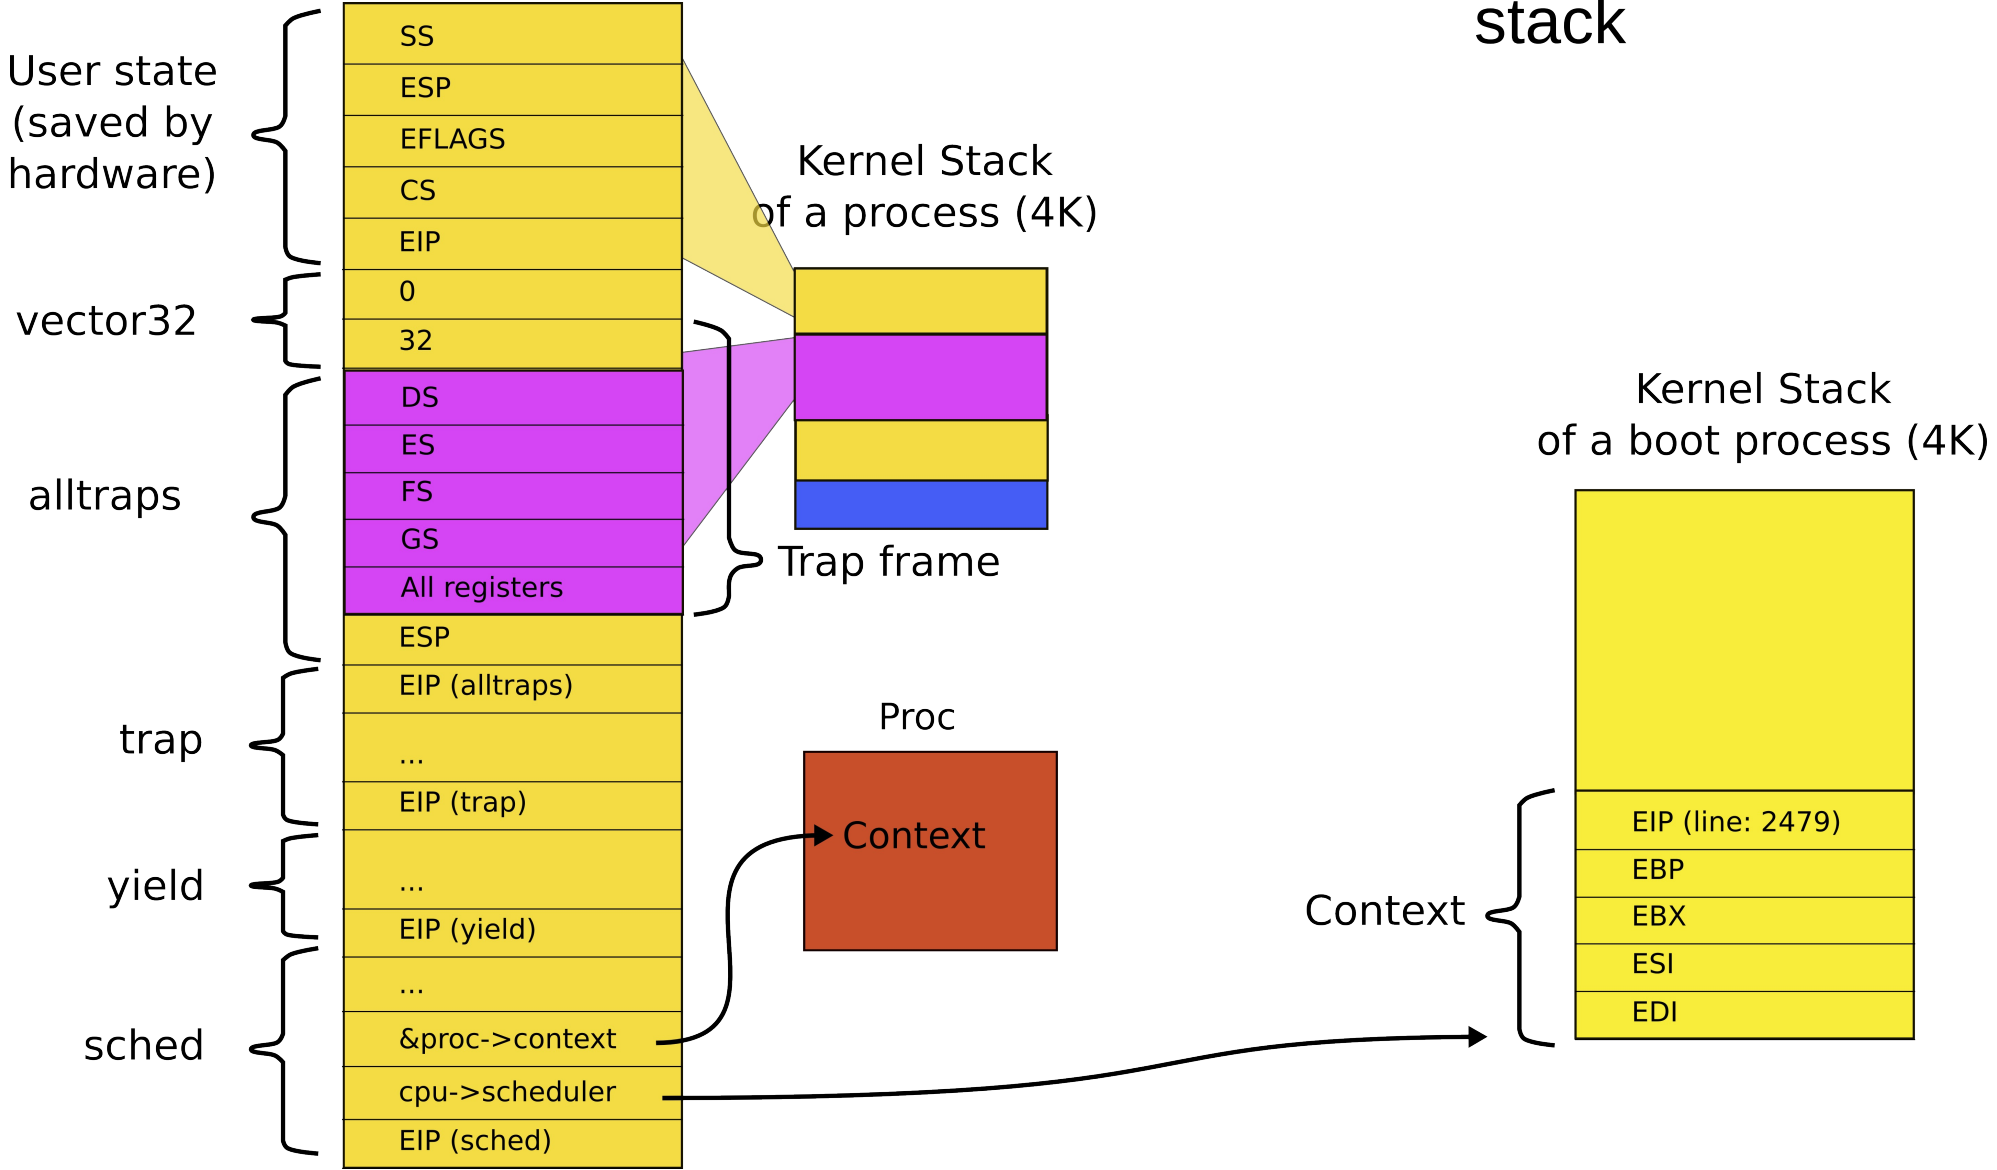 stack
User state
(saved by
hardware)
vector32
alltraps
trap
yield
sched
SS
ESP
EFLAGS
CS
EIP
0
32
DS
ES
FS
GS
All registers
ESP
EIP (alltraps)
...
EIP (trap)
...
EIP (yield)
...
&proc->context
cpu->scheduler
EIP (sched)
Kernel Stack
of a process (4K)
Trap frame
Proc
Context
Kernel Stack
of a boot process (4K)
Context
EIP (line: 2479)
EBP
EBX
ESI
EDI